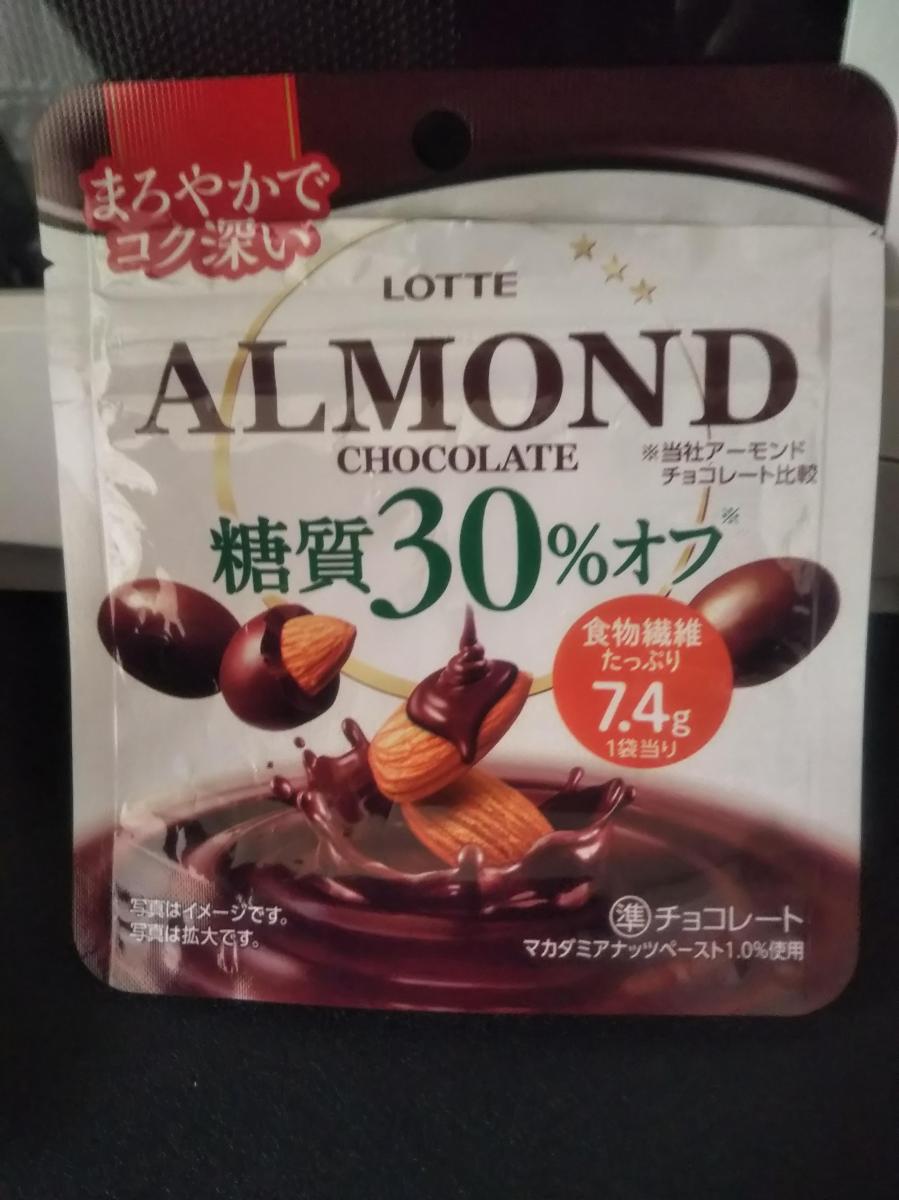 まろやかで
コク深い
LOTTE
ALMOND
CHOCOLATE
※当社アーモンド
チョコレート比較
糖質30%オフ※
食物繊維
たっぷり
7.4g
1袋当り
写真はイメージです。
写真は拡大です。
準チョコレート
マカダミアナッツペースト1.0%使用